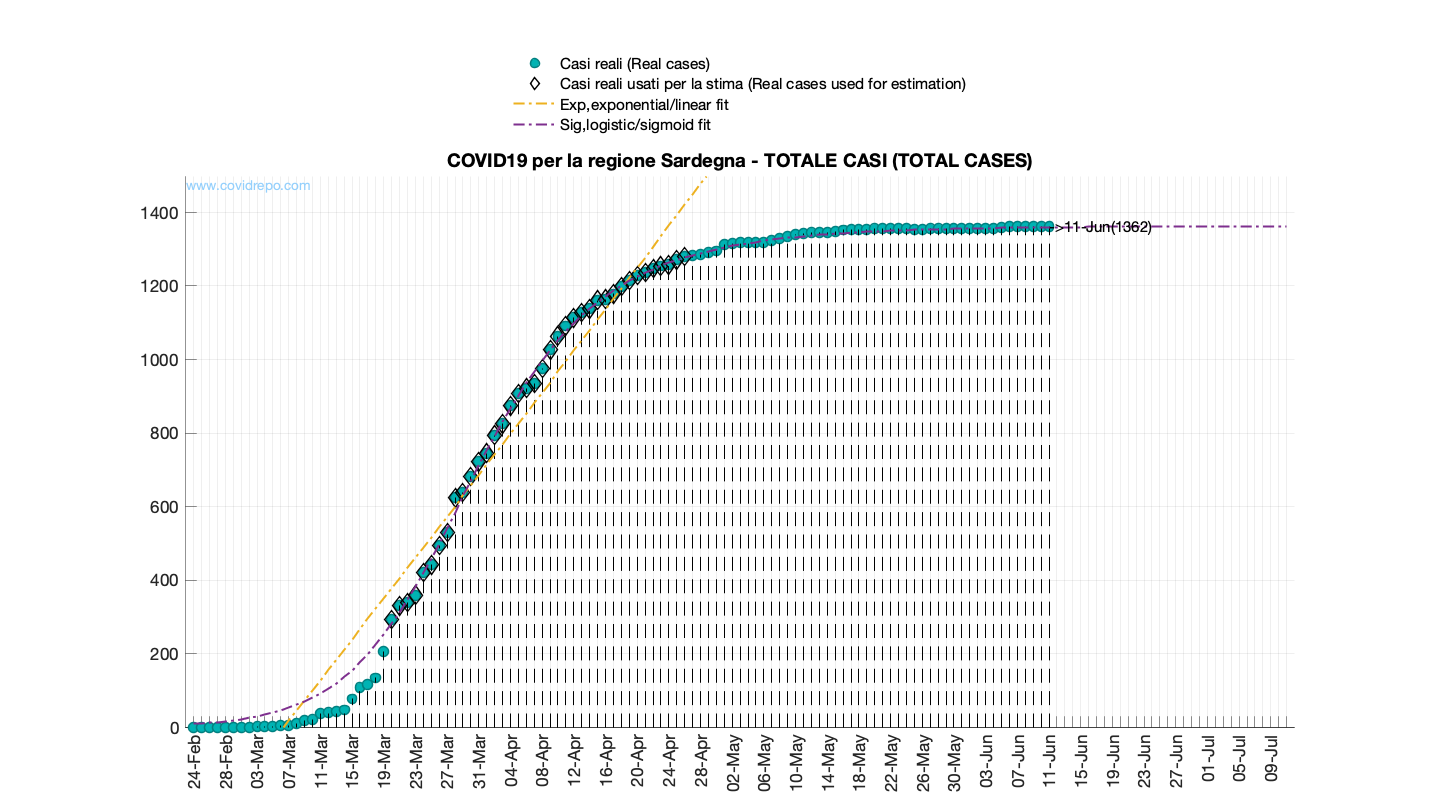 Casi reali (Real cases)
Casi reali usati per la stima (Real cases used for estimation)
Exp,exponential/linear fit
Sig,logistic/sigmoid fit
COVID19 per la regione Sardegna - TOTALE CASI (TOTAL CASES)
www.covidrepo.com
1400
1200
1000
800
600
400
200
0
->11-Jun(1362)
24-Feb
28-Feb
03-Mar
07-Mar
11-Mar
15-Mar
19-Mar
23-Mar
27-Mar
31-Mar
04-Apr
08-Apr
12-Apr
16-Apr
20-Apr
24-Apr
28-Apr
02-May
06-May
10-May
14-May
18-May
22-May
26-May
30-May
03-Jun
07-Jun
11-Jun
15-Jun
19-Jun
23-Jun
27-Jun
01-Jul
05-Jul
09-Jul